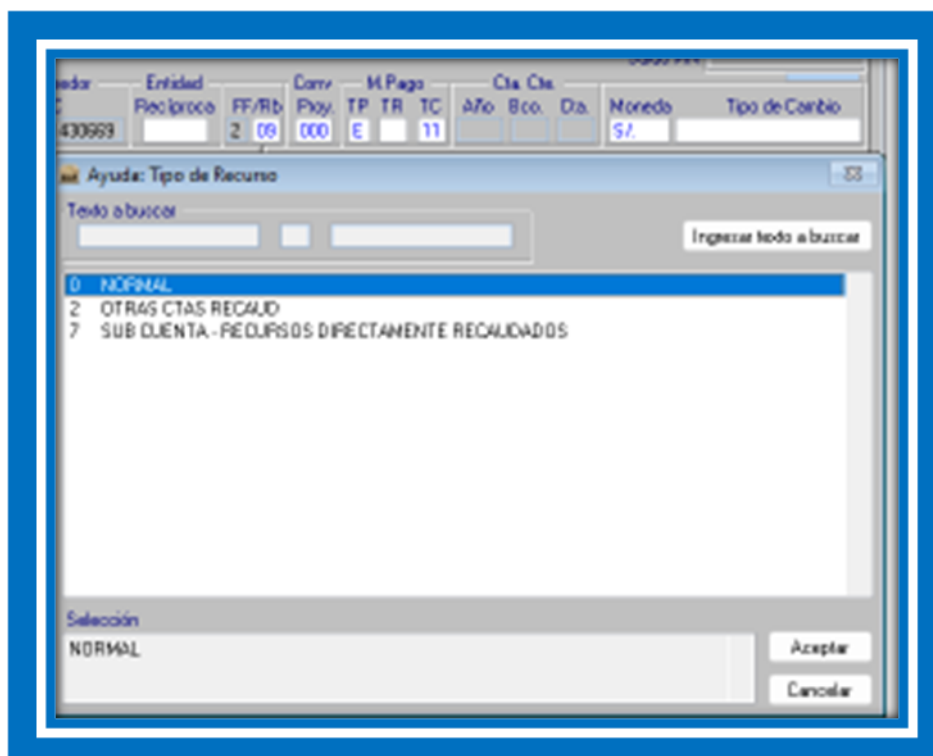 Entidad Conv M.Pago Cta. Cte.
Recíproca FF/Rb Proy. TP TR TC Año Bco. Cta. Moneda Tipo de Cambio
430669 2 09 000 E 11 S/.
Ayuda: Tipo de Recurso
Texto a buscar
Ingresar texto a buscar
0 NORMAL
2 OTRAS CTAS RECAUD
7 SUB CUENTA - RECURSOS DIRECTAMENTE RECAUDADOS
Selección
NORMAL
Aceptar
Cancelar